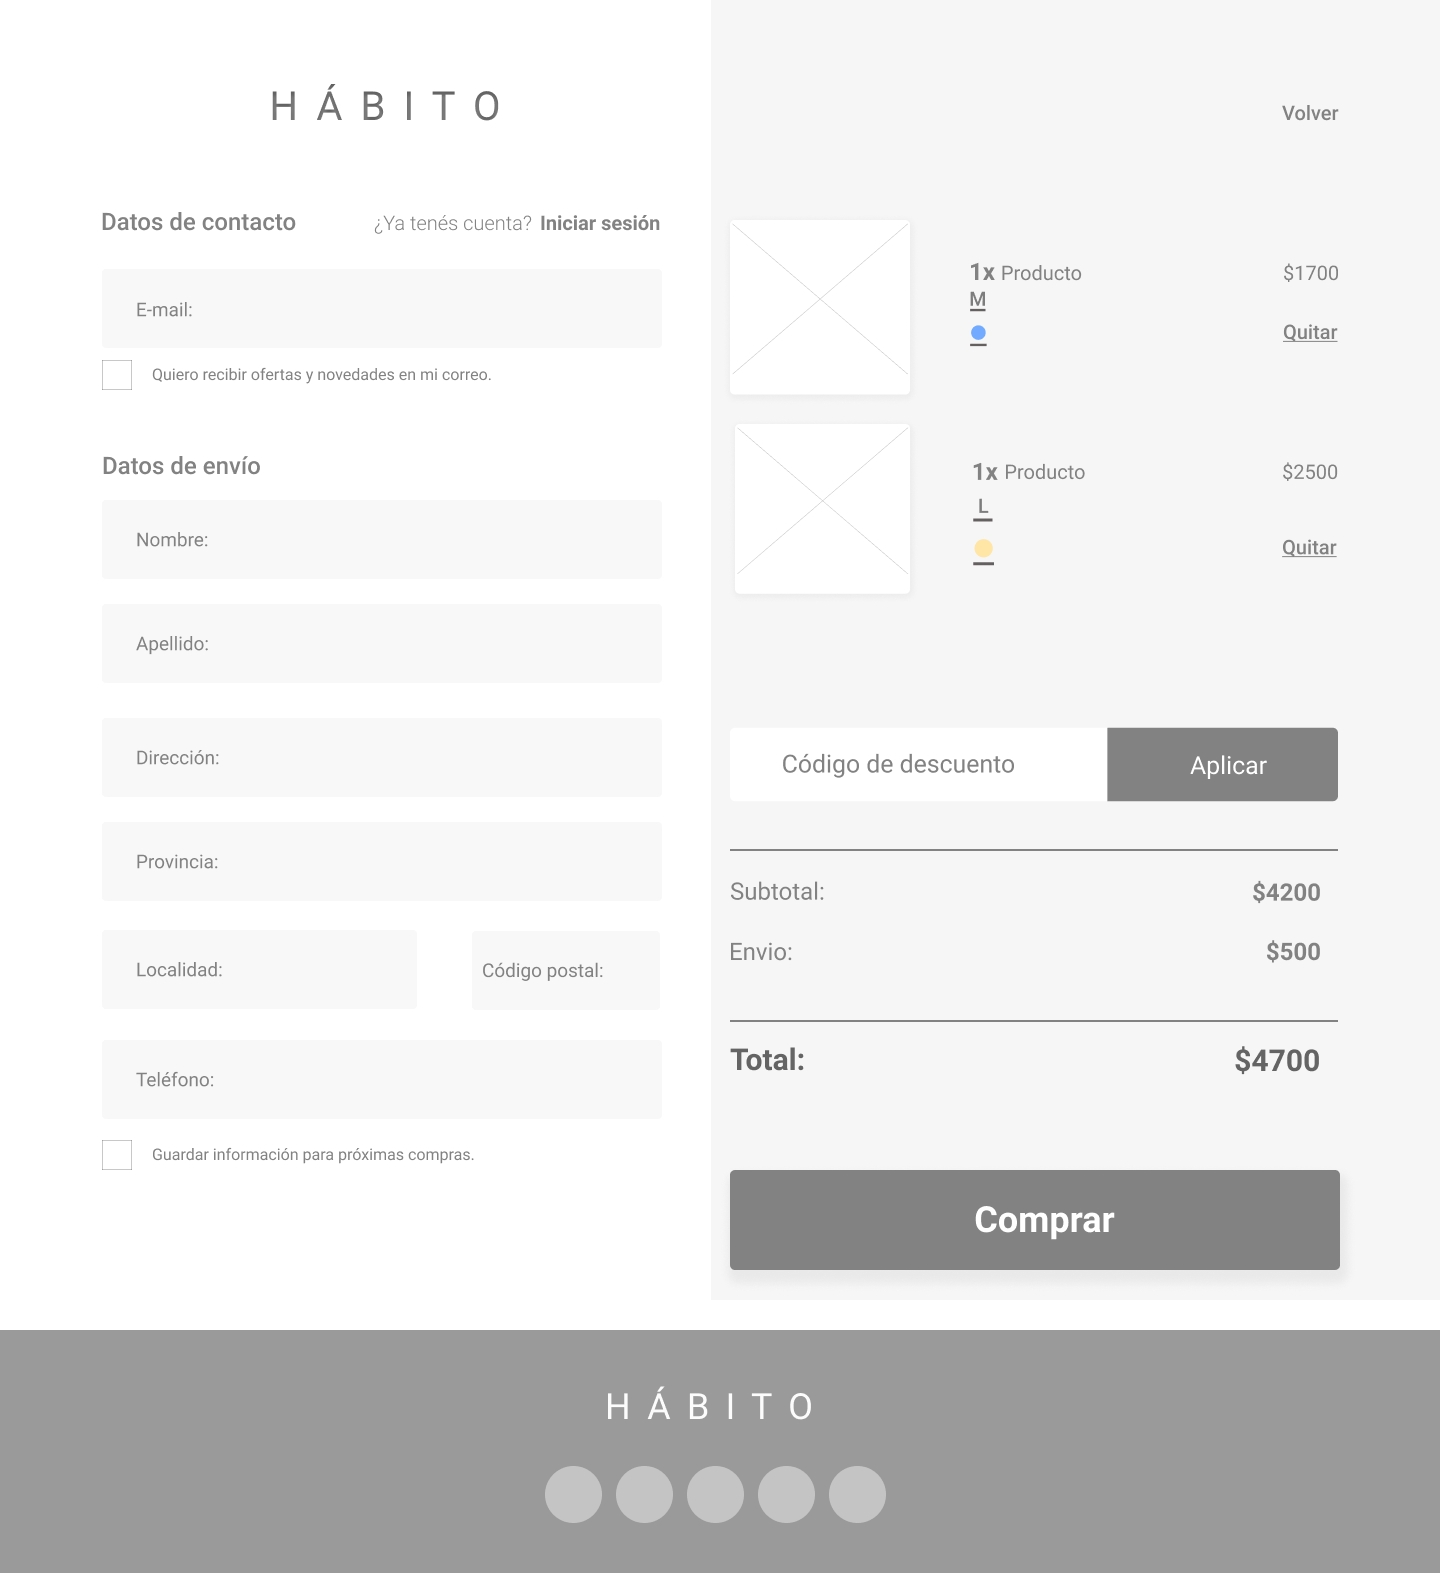 HÁBITO
Volver
Datos de contacto
¿Ya tenés cuenta? Iniciar sesión
E-mail:
Quiero recibir ofertas y novedades en mi correo.
Datos de envío
Nombre:
Apellido:
Dirección:
Provincia:
Localidad:
Código postal:
Teléfono:
Guardar información para próximas compras.
1x Producto
$1700
M
Quitar
1x Producto
$2500
L
Quitar
Código de descuento
Aplicar
Subtotal:
$4200
Envio:
$500
Total:
$4700
Comprar
HÁBITO